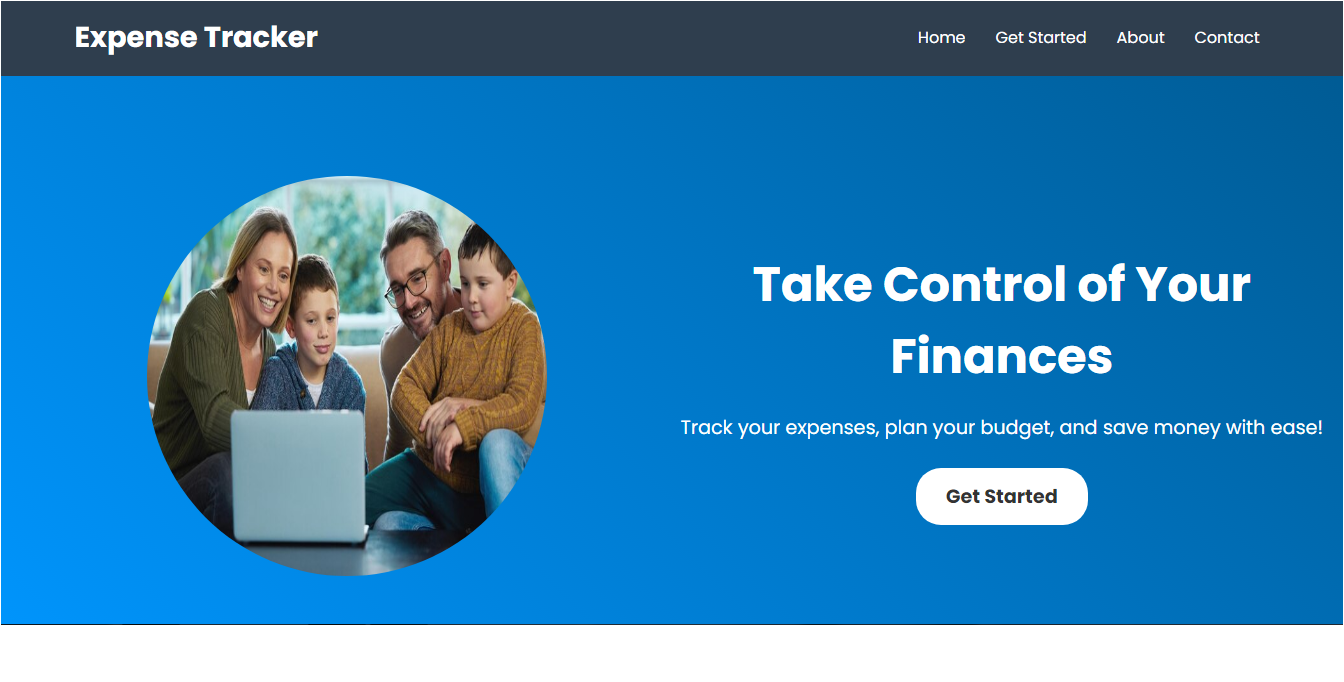 Expense Tracker
Home Get Started About Contact
Take Control of Your
Finances
Track your expenses, plan your budget, and save money with ease!
Get Started